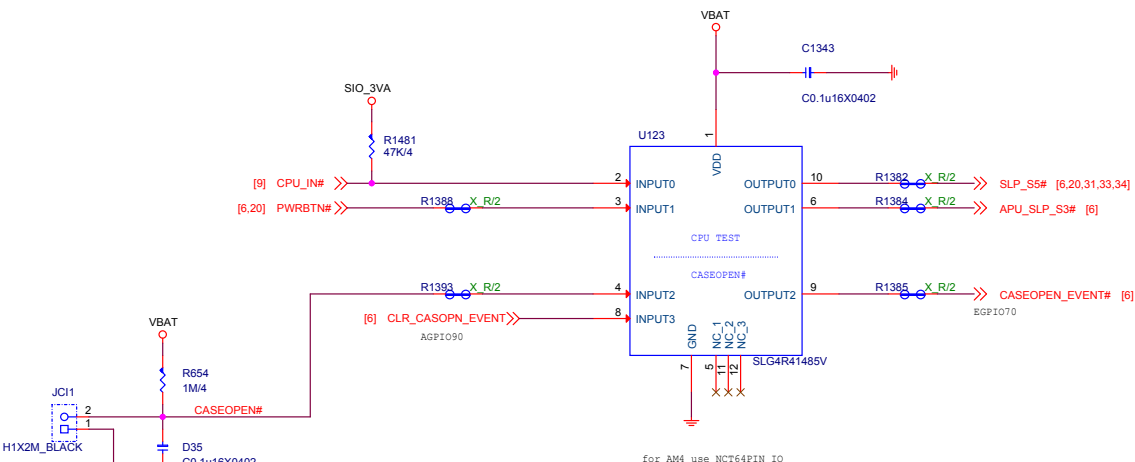 VBAT
C1343
C0.1u16X0402
SIO_3VA
R1481
47K/4
U123
1
VDD
[9] CPU_IN#
2
INPUT0
OUTPUT0
10
R1382
X_R/2
SLP_S5# [6,20,31,33,34]
[6,20] PWRBTN#
R1388
X_R/2
3
INPUT1
OUTPUT1
6
R1384
X_R/2
APU_SLP_S3# [6]
CPU TEST
CASEOPEN#
R1393
X_R/2
4
INPUT2
OUTPUT2
9
R1385
X_R/2
CASEOPEN_EVENT# [6]
EGPIO70
[6] CLR_CASOPN_EVENT
8
INPUT3
AGPIO90
GND
NC_1
NC_2
NC_3
SLG4R41485V
7
5
11
12
VBAT
R654
1M/4
JCI1
2
CASEOPEN#
1
H1X2M_BLACK
D35
C0.1u16X0402
for AM4 use NCT64PIN IO